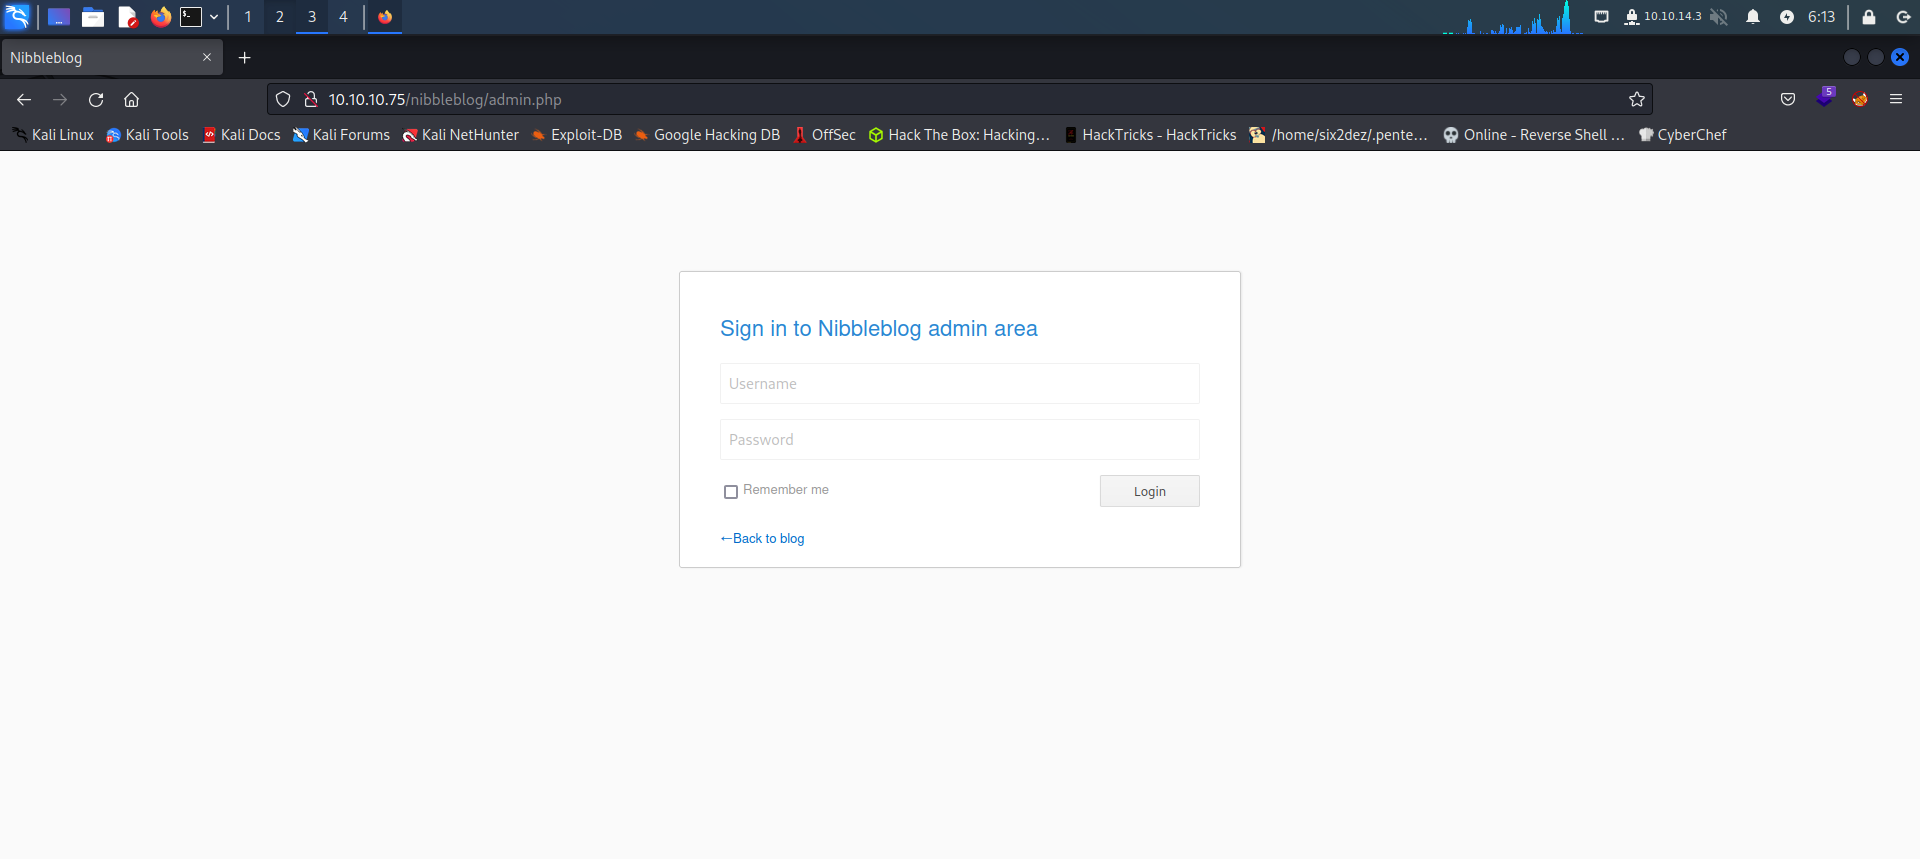 1 2 3 4 10.10.14.3 6:13
Nibbleblog
10.10.10.75/nibbleblog/admin.php 5
Kali Linux Kali Tools Kali Docs Kali Forums Kali NetHunter Exploit-DB Google Hacking DB OffSec Hack The Box: Hacking... HackTricks - HackTricks /home/six2dez/.pente... Online - Reverse Shell ... CyberChef
Sign in to Nibbleblog admin area
Username
Password
Remember me Login
←Back to blog